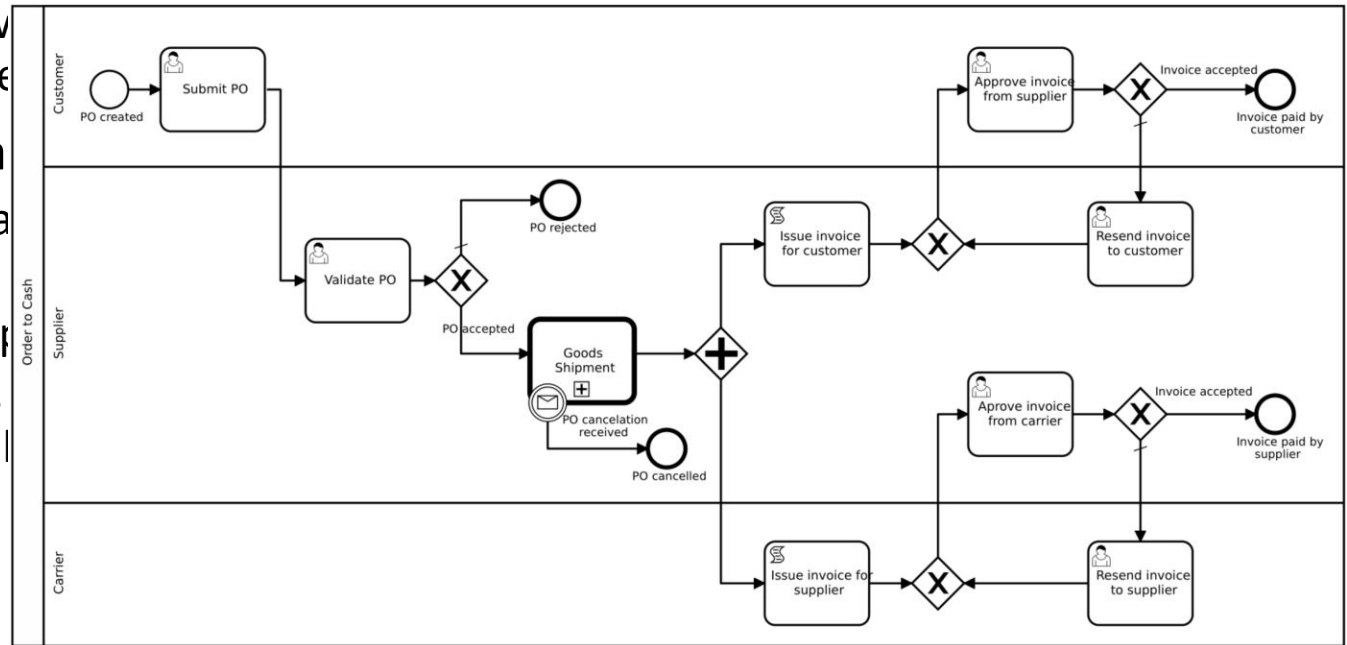 Order to Cash
Customer
PO created
Submit PO
Approve invoice
from supplier
X
Invoice accepted
Invoice paid by
customer
Supplier
Validate PO
X
PO rejected
PO accepted
Goods
Shipment
PO cancelation
received
PO cancelled
Issue invoice
for customer
X
Resend invoice
to customer
Aprove invoice
from carrier
X
Invoice accepted
Invoice paid by
supplier
Carrier
Issue invoice for
supplier
X
Resend invoice
to supplier